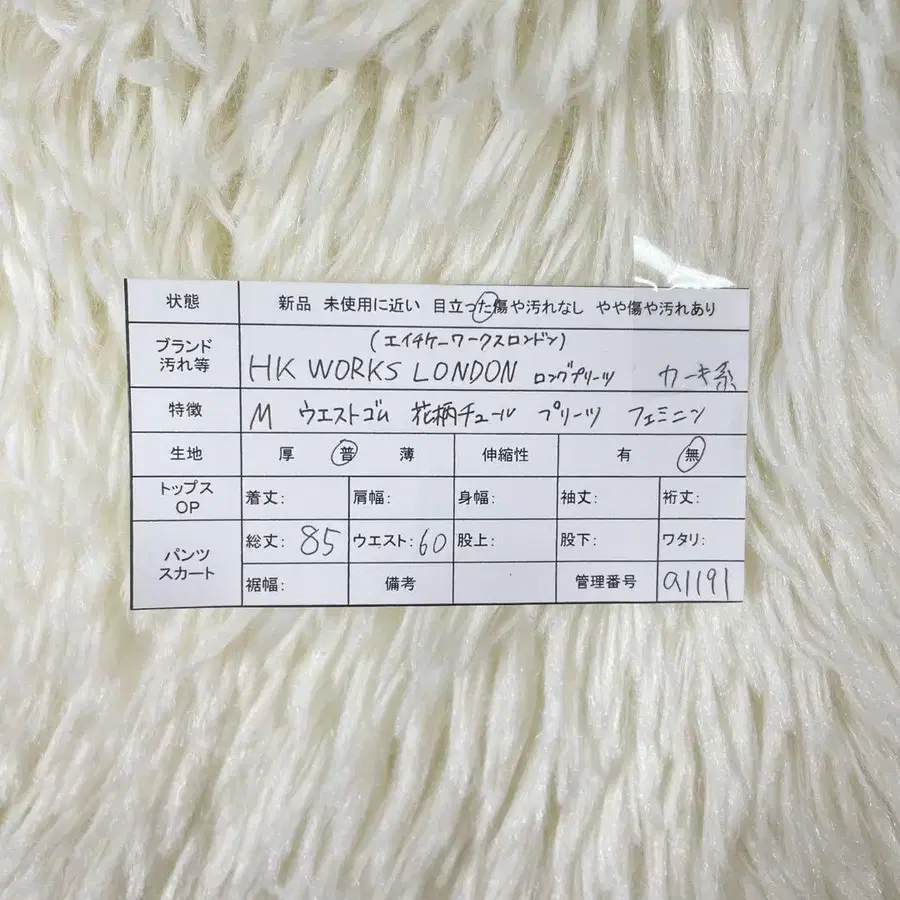 状態 新品 未使用に近い 目立った傷や汚れなし やや傷や汚れあり
(エイチケーワークスロンドン)
ブランド
汚れ等 HK WORKS LONDON ロングプリーツ カーキ系
特徴 M ウエストゴム 花柄チュール プリーツ フェミニン
生地 厚 普 薄 伸縮性 有 無
トップス
OP 着丈: 肩幅: 身幅: 袖丈: 裄丈:
パンツ
スカート 総丈: 85 ウエスト: 60 股上: 股下: ワタリ:
裾幅: 備考 管理番号 a1191